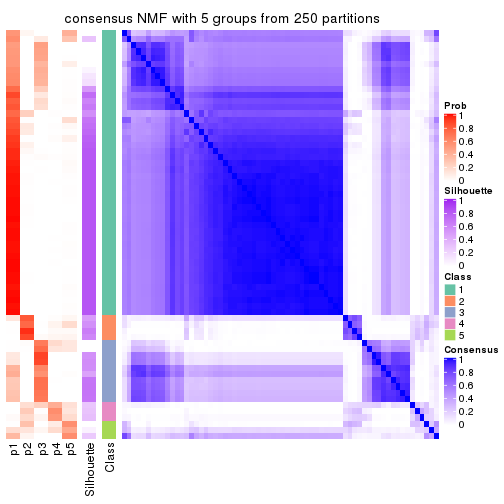 consensus NMF with 5 groups from 250 partitions
Prob
1
0.8
0.6
0.4
0.2
0
Silhouette
1
0.8
0.6
0.4
0.2
0
Class
1
2
3
4
5
Consensus
1
0.8
0.6
0.4
0.2
0
p1
p2
p3
p4
p5
Silhouette
Class